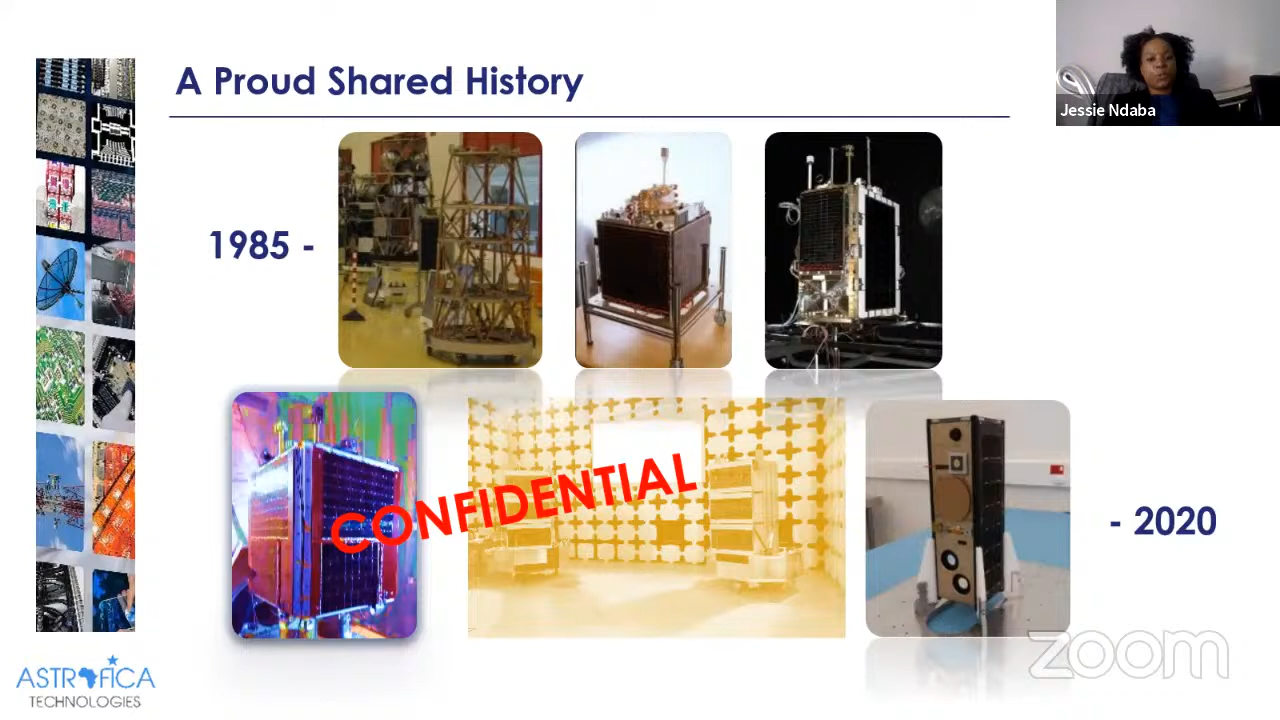 A Proud Shared History
Jessie Ndaba
1985 -
CONFIDENTIAL
- 2020
zoom
ASTROFICA
TECHNOLOGIES